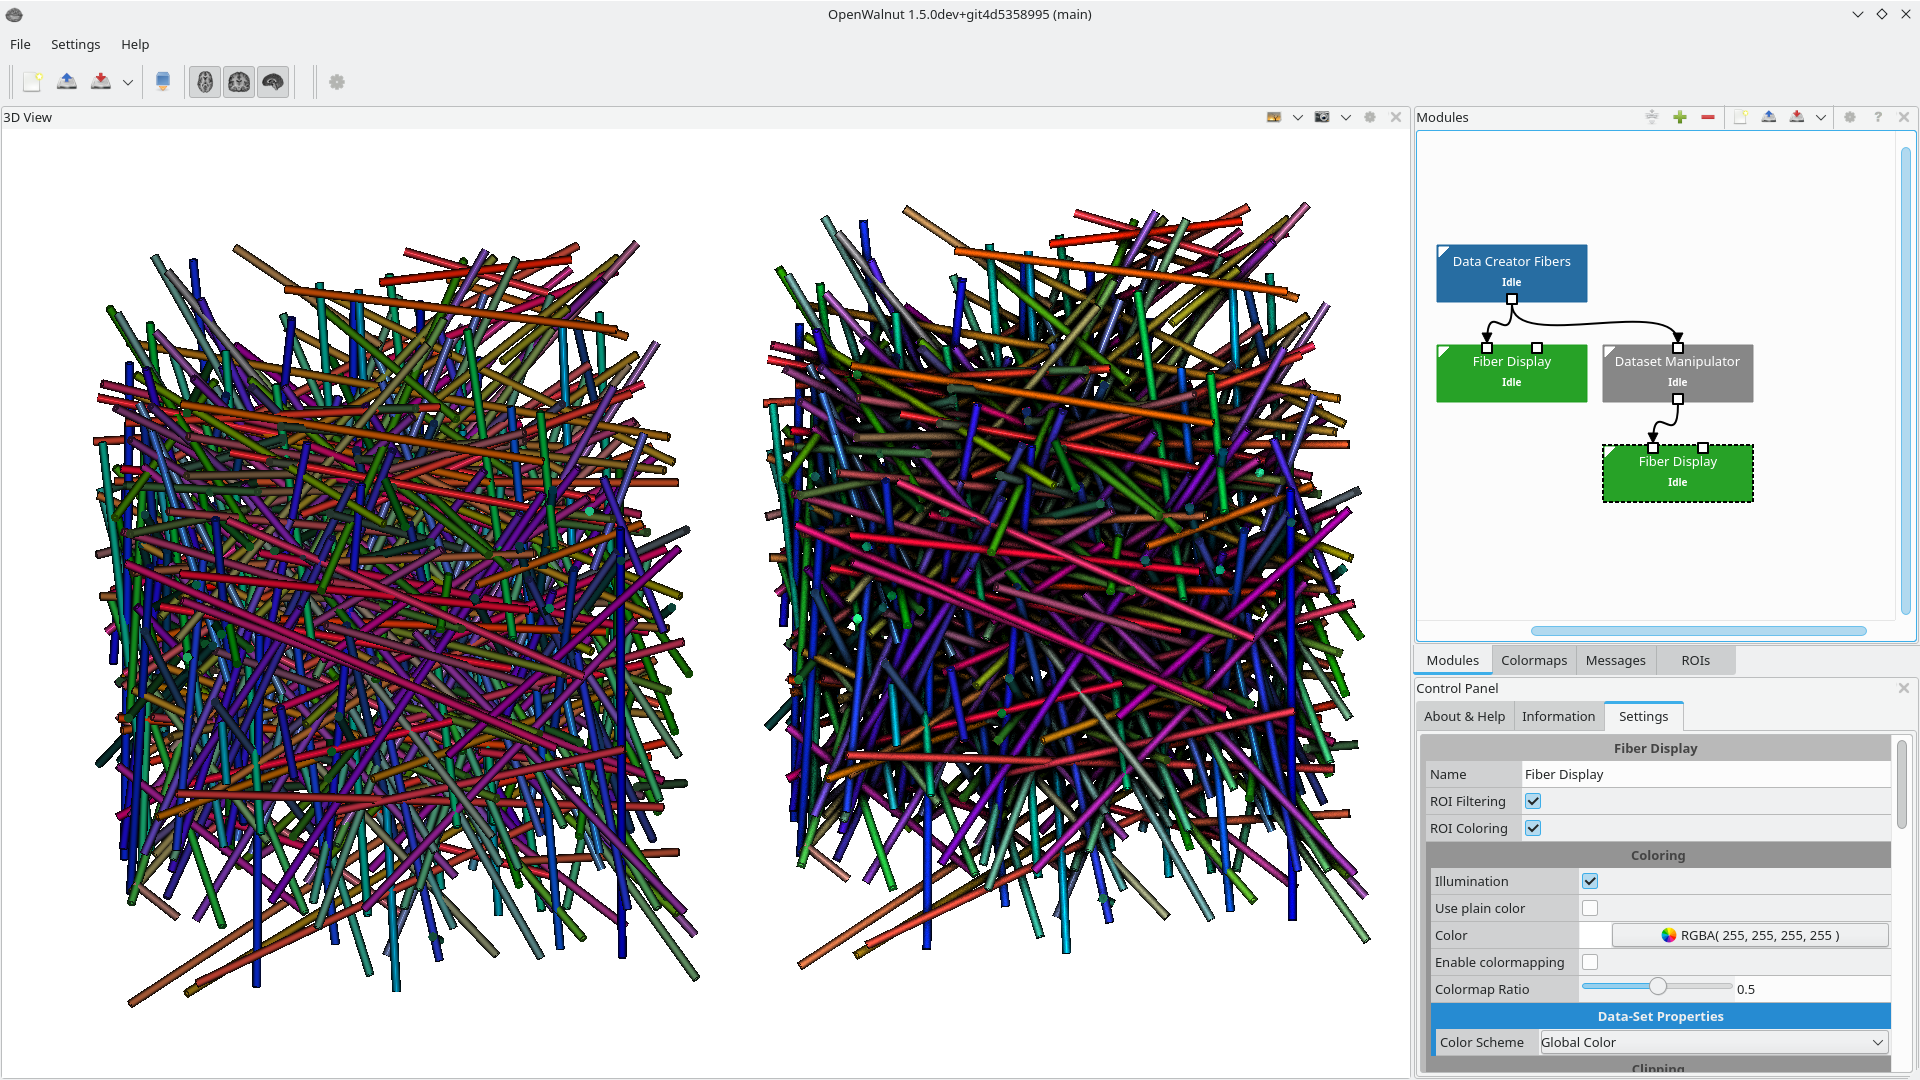 OpenWalnut 1.5.0dev+git4d5358995 (main)
File Settings Help
3D View
Modules
Data Creator Fibers
Idle
Fiber Display
Idle
Dataset Manipulator
Idle
Fiber Display
Idle
Modules Colormaps Messages ROIs
Control Panel
About & Help Information Settings
Fiber Display
Name Fiber Display
ROI Filtering
ROI Coloring
Coloring
Illumination
Use plain color
Color RGBA( 255, 255, 255, 255 )
Enable colormapping
Colormap Ratio 0.5
Data-Set Properties
Color Scheme Global Color
Clipping